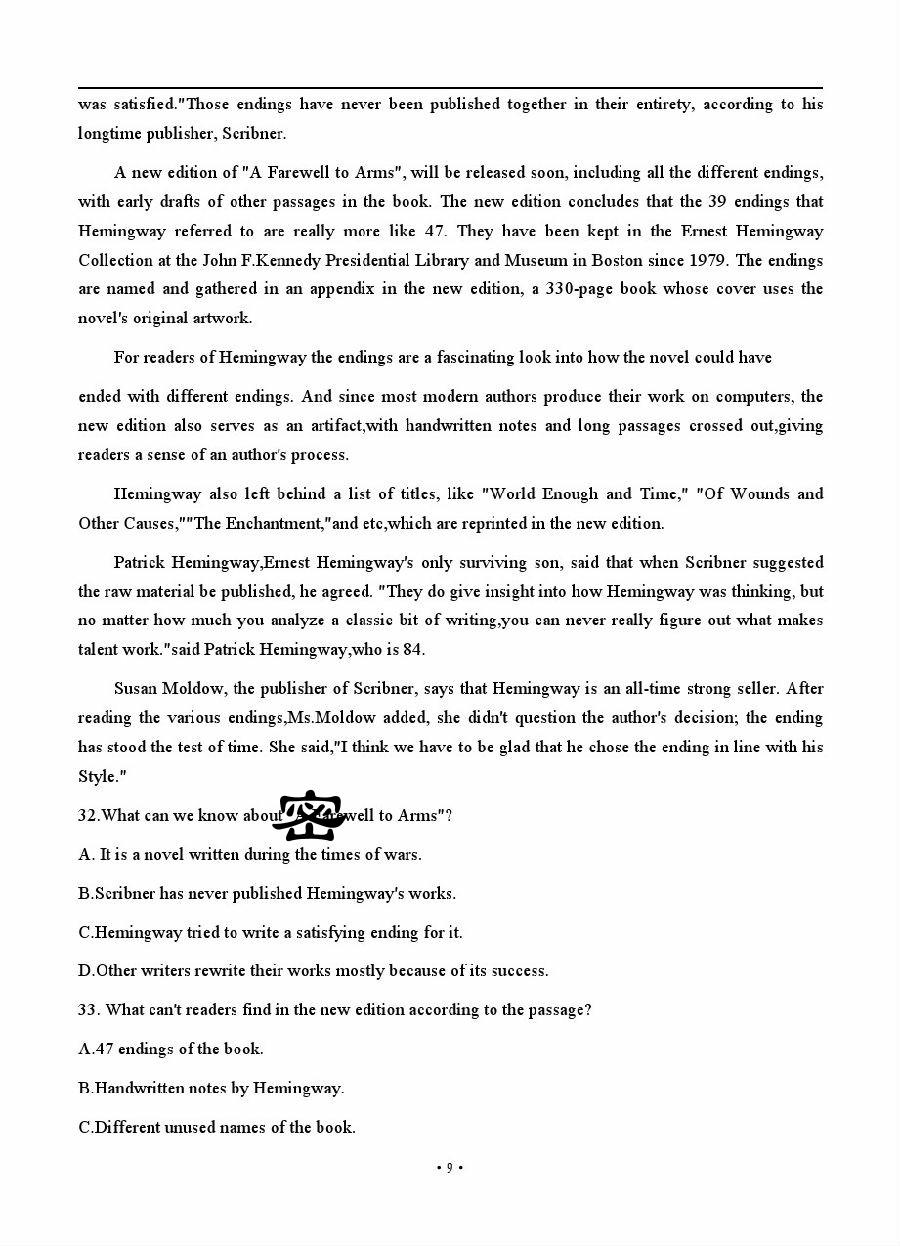 was satisfied."Those endings have never been published together in their entirety, according to his
longtime publisher, Scribner.
A new edition of "A Farewell to Arms", will be released soon, including all the different endings,
with early drafts of other passages in the book. The new edition concludes that the 39 endings that
Hemingway referred to are really more like 47. They have been kept in the Ernest Hemingway
Collection at the John F.Kennedy Presidential Library and Museum in Boston since 1979. The endings
are named and gathered in an appendix in the new edition, a 330-page book whose cover uses the
novel's original artwork.
For readers of Hemingway the endings are a fascinating look into how the novel could have
ended with different endings. And since most modern authors produce their work on computers, the
new edition also serves as an artifact,with handwritten notes and long passages crossed out,giving
readers a sense of an author's process.
Hemingway also left behind a list of titles, like "World Enough and Time," "Of Wounds and
Other Causes,""The Enchantment,"and etc,which are reprinted in the new edition.
Patrick Hemingway,Ernest Hemingway's only surviving son, said that when Scribner suggested
the raw material be published, he agreed. "They do give insight into how Hemingway was thinking, but
no matter how much you analyze a classic bit of writing,you can never really figure out what makes
talent work."said Patrick Hemingway,who is 84.
Susan Moldow, the publisher of Scribner, says that Hemingway is an all-time strong seller. After
reading the various endings,Ms.Moldow added, she didn't question the author's decision; the ending
has stood the test of time. She said,"I think we have to be glad that he chose the ending in line with his
Style."
32.What can we know about "A Farewell to Arms"?
密
A. It is a novel written during the times of wars.
B.Scribner has never published Hemingway's works.
C.Hemingway tried to write a satisfying ending for it.
D.Other writers rewrite their works mostly because of its success.
33. What can't readers find in the new edition according to the passage?
A.47 endings of the book.
B.Handwritten notes by Hemingway.
C.Different unused names of the book.
• 9 •